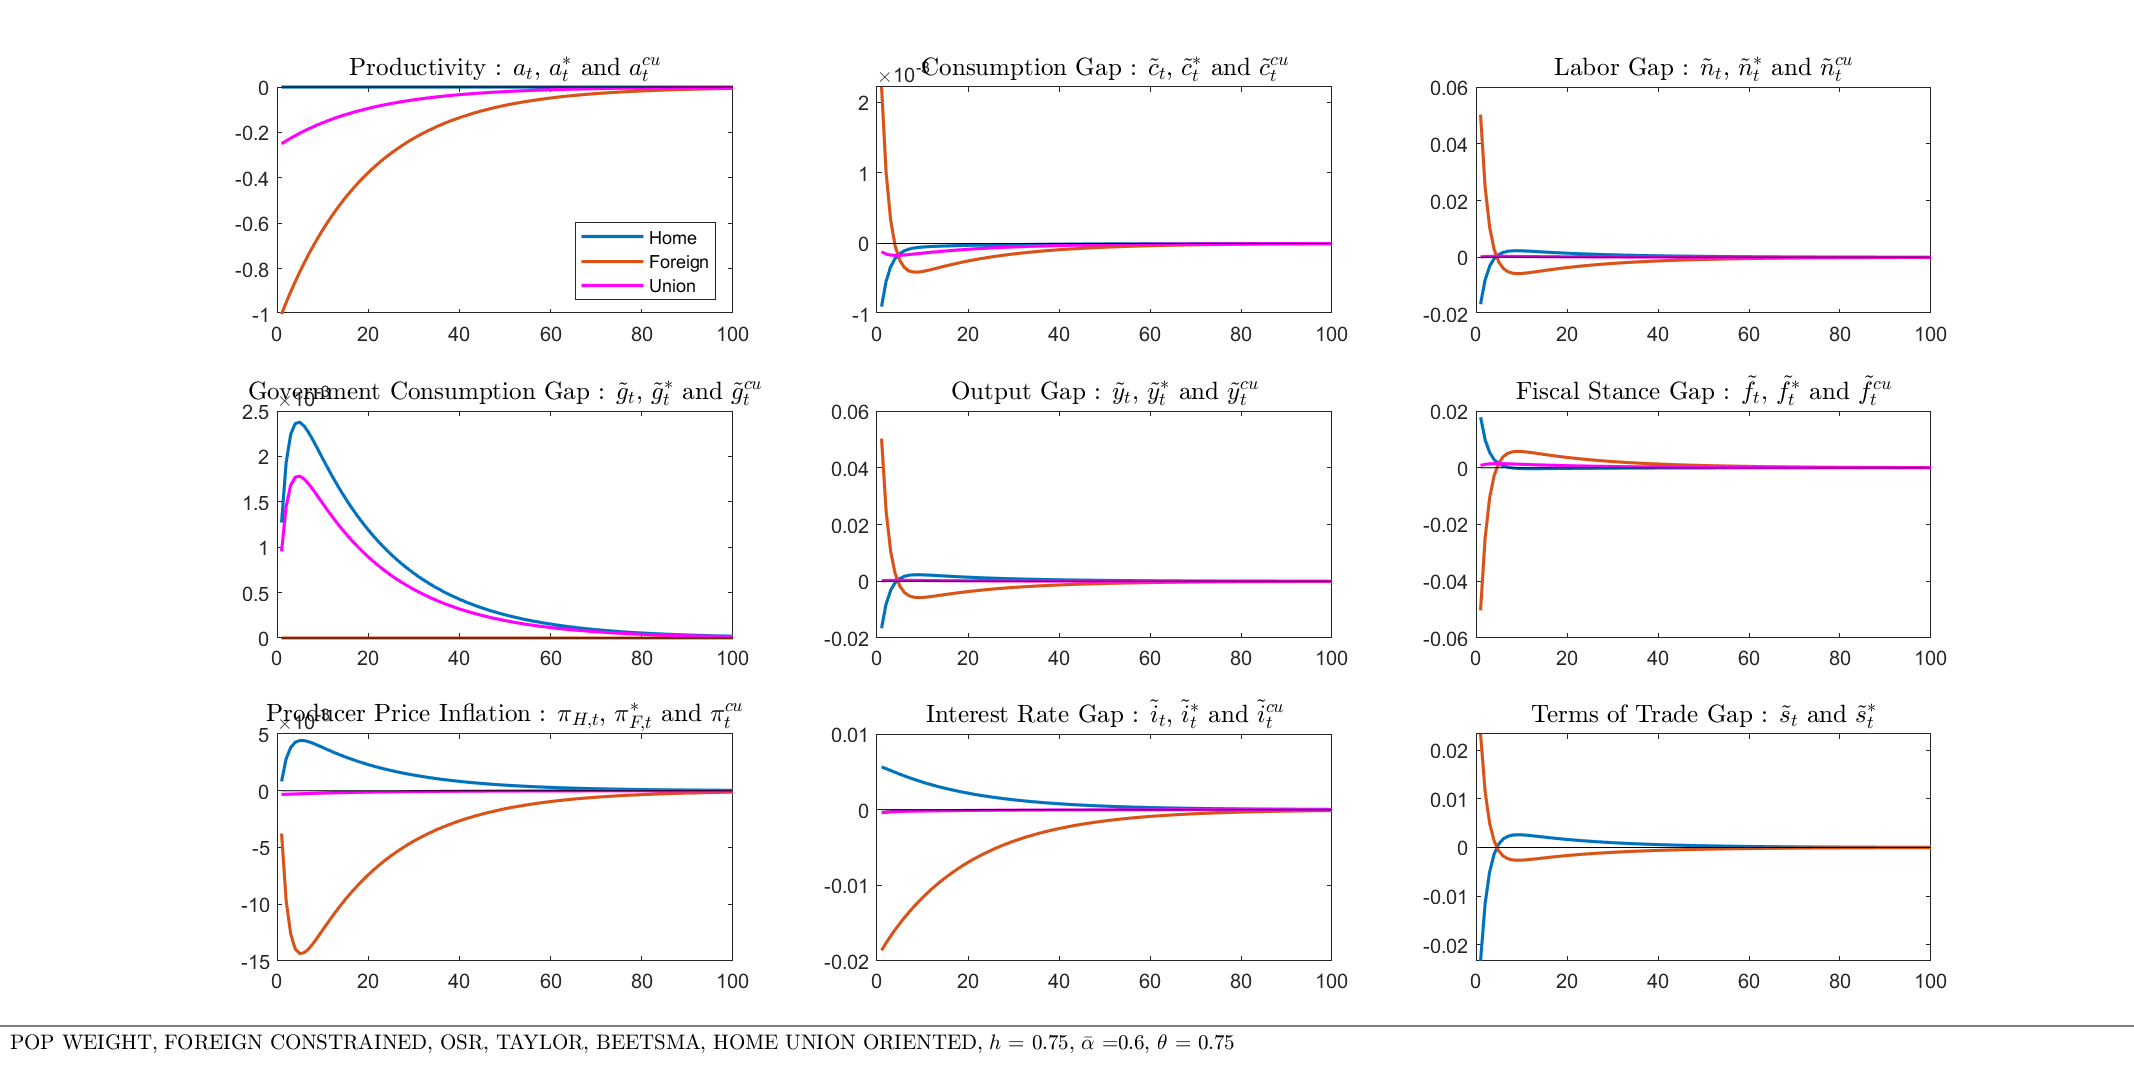 Productivity : a_t, a_t^* and a_t^{cu}
0
-0.2
-0.4
-0.6
-0.8
-1
0 20 40 60 80 100
Home
Foreign
Union
Consumption Gap : c̃_t, c̃_t^* and c̃_t^{cu}
×10^{-3}
2
1
0
-1
0 20 40 60 80 100
Labor Gap : ñ_t, ñ_t^* and ñ_t^{cu}
0.06
0.04
0.02
0
-0.02
0 20 40 60 80 100
Government Consumption Gap : g̃_t, g̃_t^* and g̃_t^{cu}
×10^{-3}
2.5
2
1.5
1
0.5
0
0 20 40 60 80 100
Output Gap : ỹ_t, ỹ_t^* and ỹ_t^{cu}
0.06
0.04
0.02
0
-0.02
0 20 40 60 80 100
Fiscal Stance Gap : f̃_t, f̃_t^* and f̃_t^{cu}
0.02
0
-0.02
-0.04
-0.06
0 20 40 60 80 100
Producer Price Inflation : π_{H,t}, π_{F,t}^* and π_t^{cu}
×10^{-3}
5
0
-5
-10
-15
0 20 40 60 80 100
Interest Rate Gap : ĩ_t, ĩ_t^* and ĩ_t^{cu}
0.01
0
-0.01
-0.02
0 20 40 60 80 100
Terms of Trade Gap : s̃_t and s̃_t^*
0.02
0.01
0
-0.01
-0.02
0 20 40 60 80 100
POP WEIGHT, FOREIGN CONSTRAINED, OSR, TAYLOR, BEETSMA, HOME UNION ORIENTED, h = 0.75, ᾱ =0.6, θ = 0.75